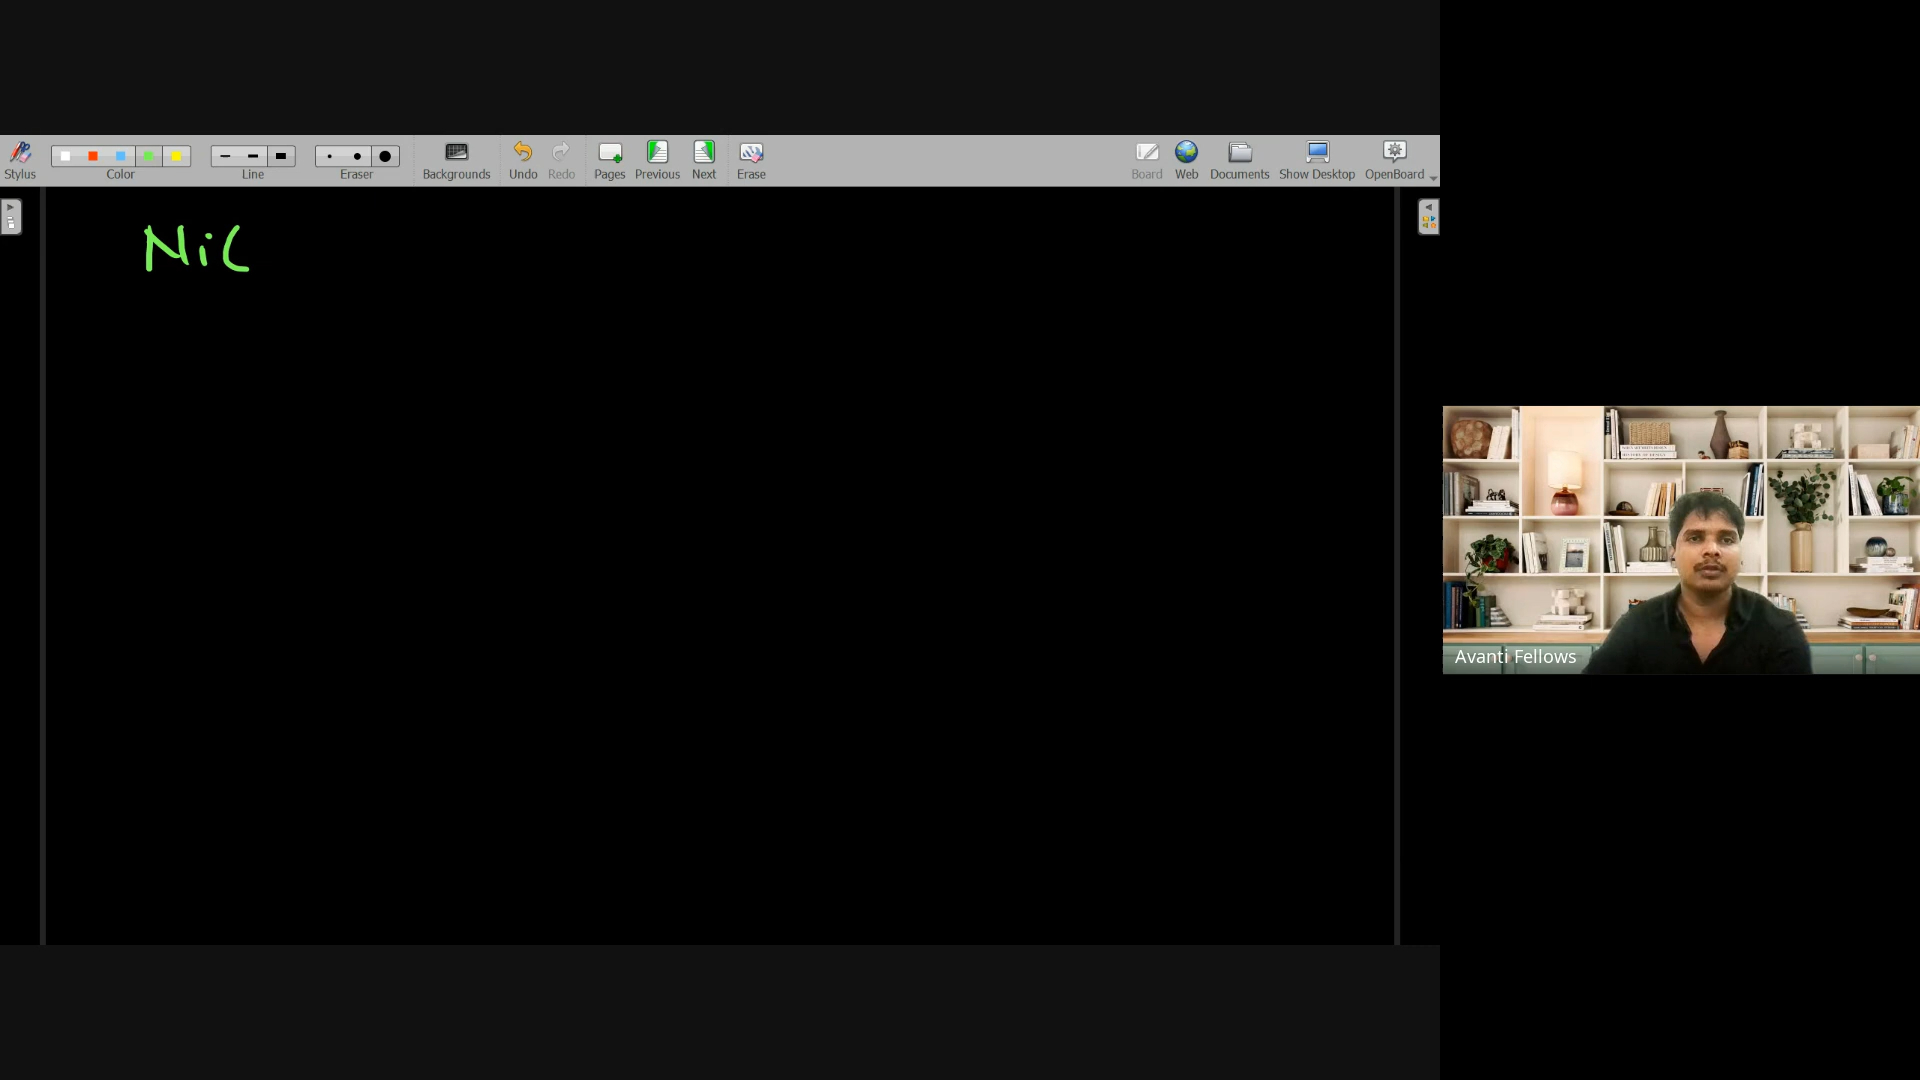 Stylus Color Line Eraser Backgrounds Undo Redo Pages Previous Next Erase Board Web Documents Show Desktop OpenBoard
NiC
Avanti Fellows